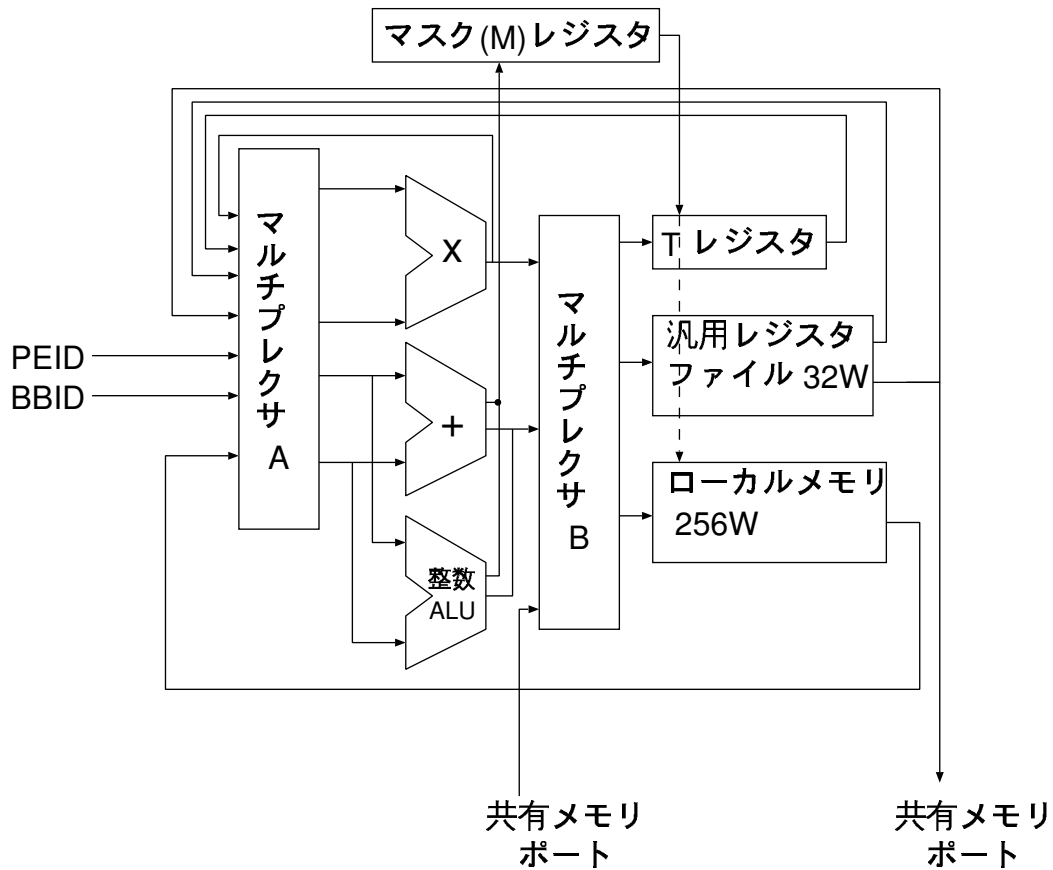 マスク(M)レジスタ
マルチプレクサ
A
PEID
BBID
X
+
整数
ALU
マルチプレクサ
B
T レジスタ
汎用レジスタ
ファイル 32W
ローカルメモリ
256W
共有メモリ
ポート
共有メモリ
ポート